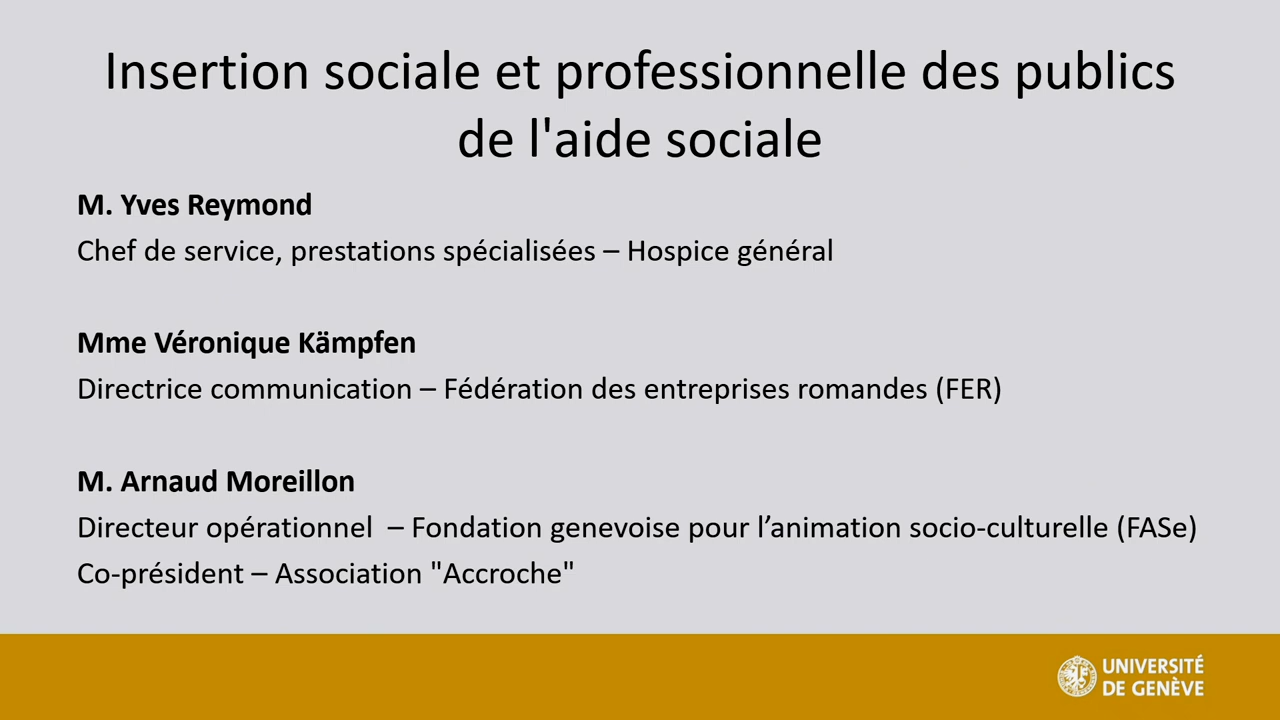 Insertion sociale et professionnelle des publics
de l'aide sociale
M. Yves Reymond
Chef de service, prestations spécialisées – Hospice général
Mme Véronique Kämpfen
Directrice communication – Fédération des entreprises romandes (FER)
M. Arnaud Moreillon
Directeur opérationnel  – Fondation genevoise pour l’animation socio-culturelle (FASe)
Co-président – Association "Accroche"
UNIVERSITÉ
DE GENÈVE